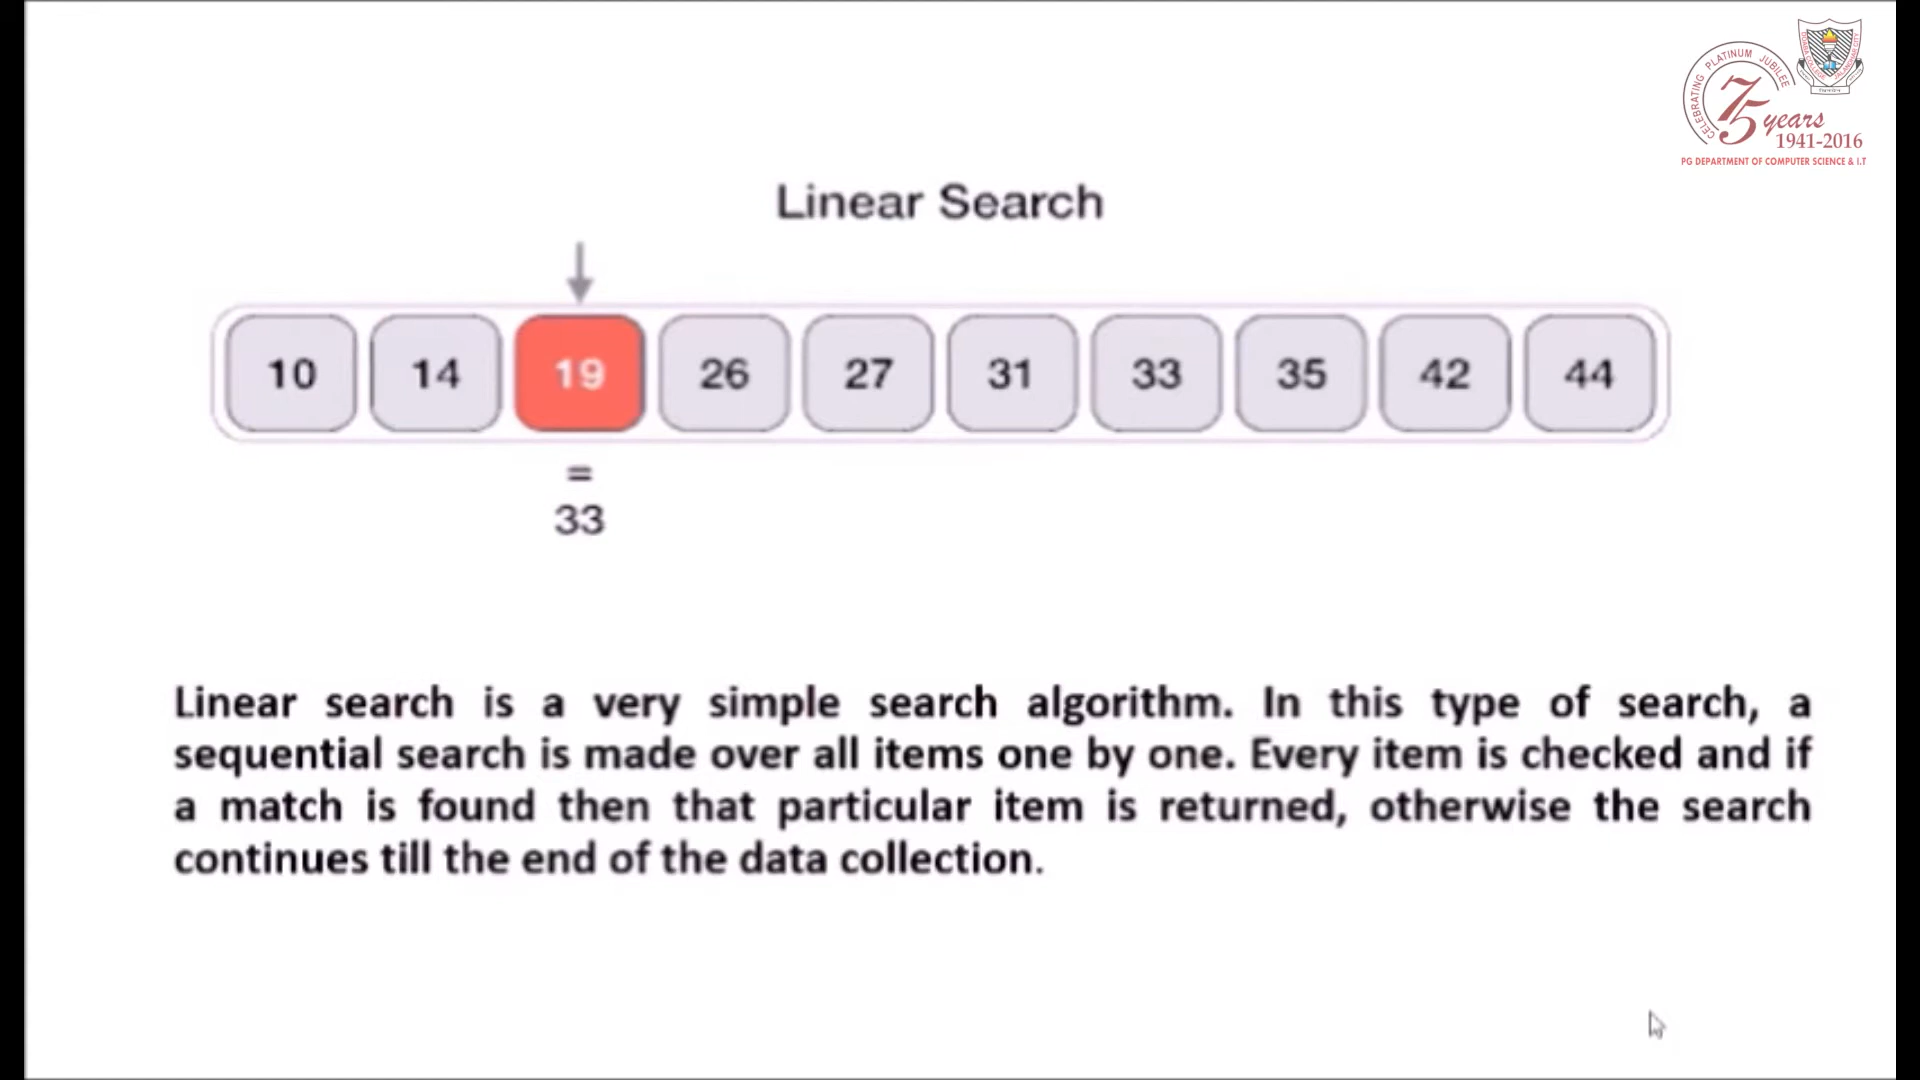 CELEBRATING PLATINUM JUBILEE
75 years
1941-2016
PG DEPARTMENT OF COMPUTER SCIENCE & I.T
Linear Search
10 14 19 26 27 31 33 35 42 44
=
33
Linear search is a very simple search algorithm. In this type of search, a
sequential search is made over all items one by one. Every item is checked and if
a match is found then that particular item is returned, otherwise the search
continues till the end of the data collection.